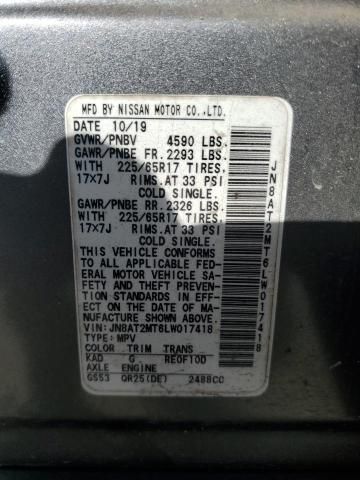 MFD BY NISSAN MOTOR CO.,LTD.
DATE 10/19
GVWR/PNBV 4590 LBS.
GAWR/PNBE FR. 2293 LBS.
WITH 225/65R17 TIRES,
17X7J RIMS.AT 33 PSI
COLD SINGLE.
GAWR/PNBE RR. 2326 LBS.
WITH 225/65R17 TIRES,
17X7J RIMS.AT 33 PSI
COLD SINGLE.
THIS VEHICLE CONFORMS
TO ALL APPLICABLE FED-
ERAL MOTOR VEHICLE SA-
FETY AND THEFT PREVEN-
TION STANDARDS IN EFF-
ECT ON THE DATE OF MA-
NUFACTURE SHOWN ABOVE.
VIN:JN8AT2MT6LW017418
TYPE:MPV
COLOR TRIM TRANS
KAD G RE0F10D
AXLE ENGINE
GS53 QR25(DE) 2488CC
JN8AT2MT6LW017418